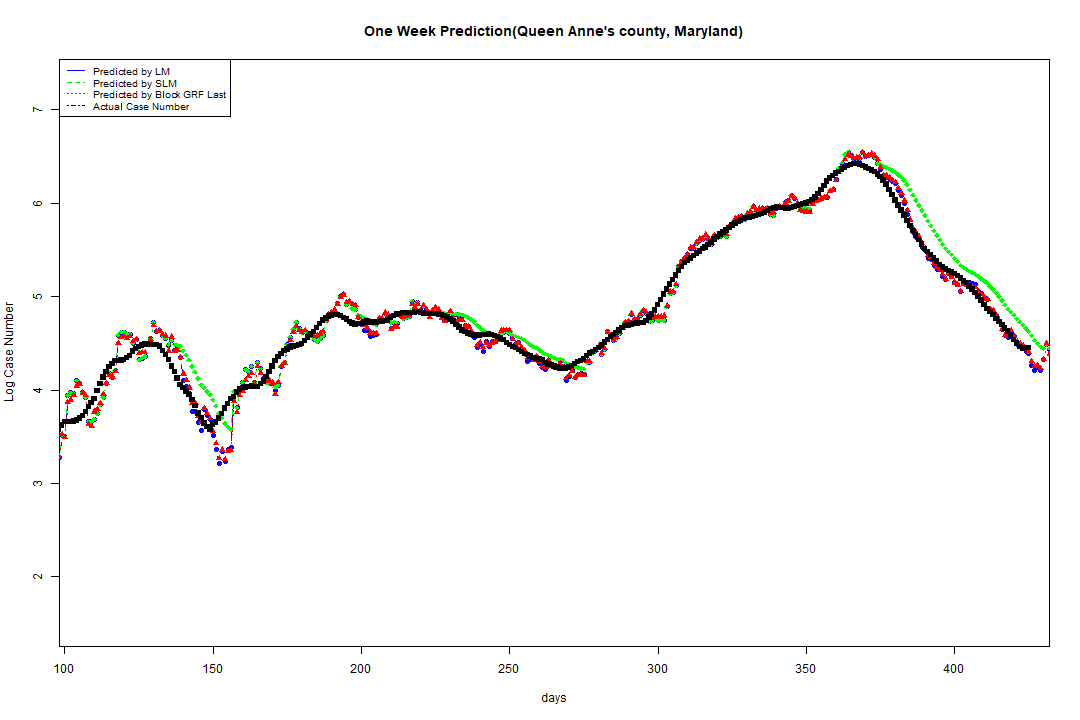 One Week Prediction(Queen Anne's county, Maryland)
Predicted by LM
Predicted by SLM
Predicted by Block GRF Last
Actual Case Number
7
6
5
4
3
2
Log Case Number
100 150 200 250 300 350 400
days